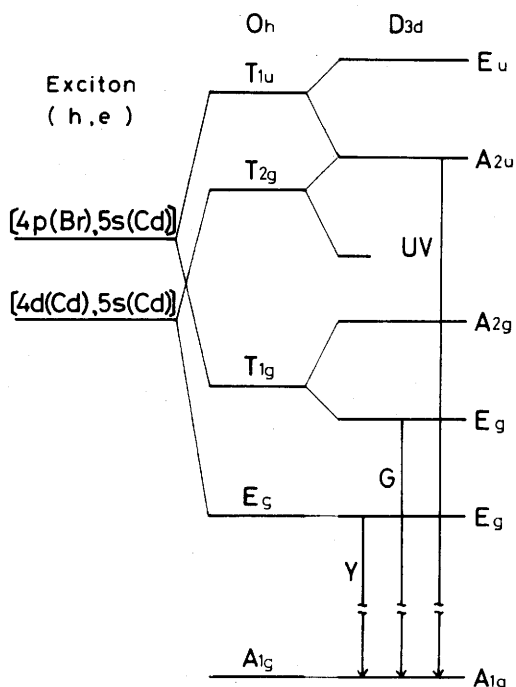 Oh D3d
Exciton
(h,e)
T1u Eu
A2u
T2g
[4p(Br),5s(Cd)]
UV
[4d(Cd),5s(Cd)]
A2g
T1g
Eg
G
Eg Eg
Y
A1g A1g